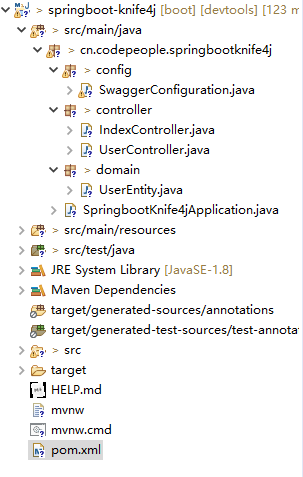 > springboot-knife4j [boot] [devtools] [123 m
> src/main/java
> cn.codepeople.springbootknife4j
> config
> SwaggerConfiguration.java
controller
> IndexController.java
> UserController.java
> domain
> UserEntity.java
> SpringbootKnife4jApplication.java
> src/main/resources
> src/test/java
JRE System Library [JavaSE-1.8]
Maven Dependencies
target/generated-sources/annotations
target/generated-test-sources/test-annota
> src
target
HELP.md
mvnw
mvnw.cmd
pom.xml